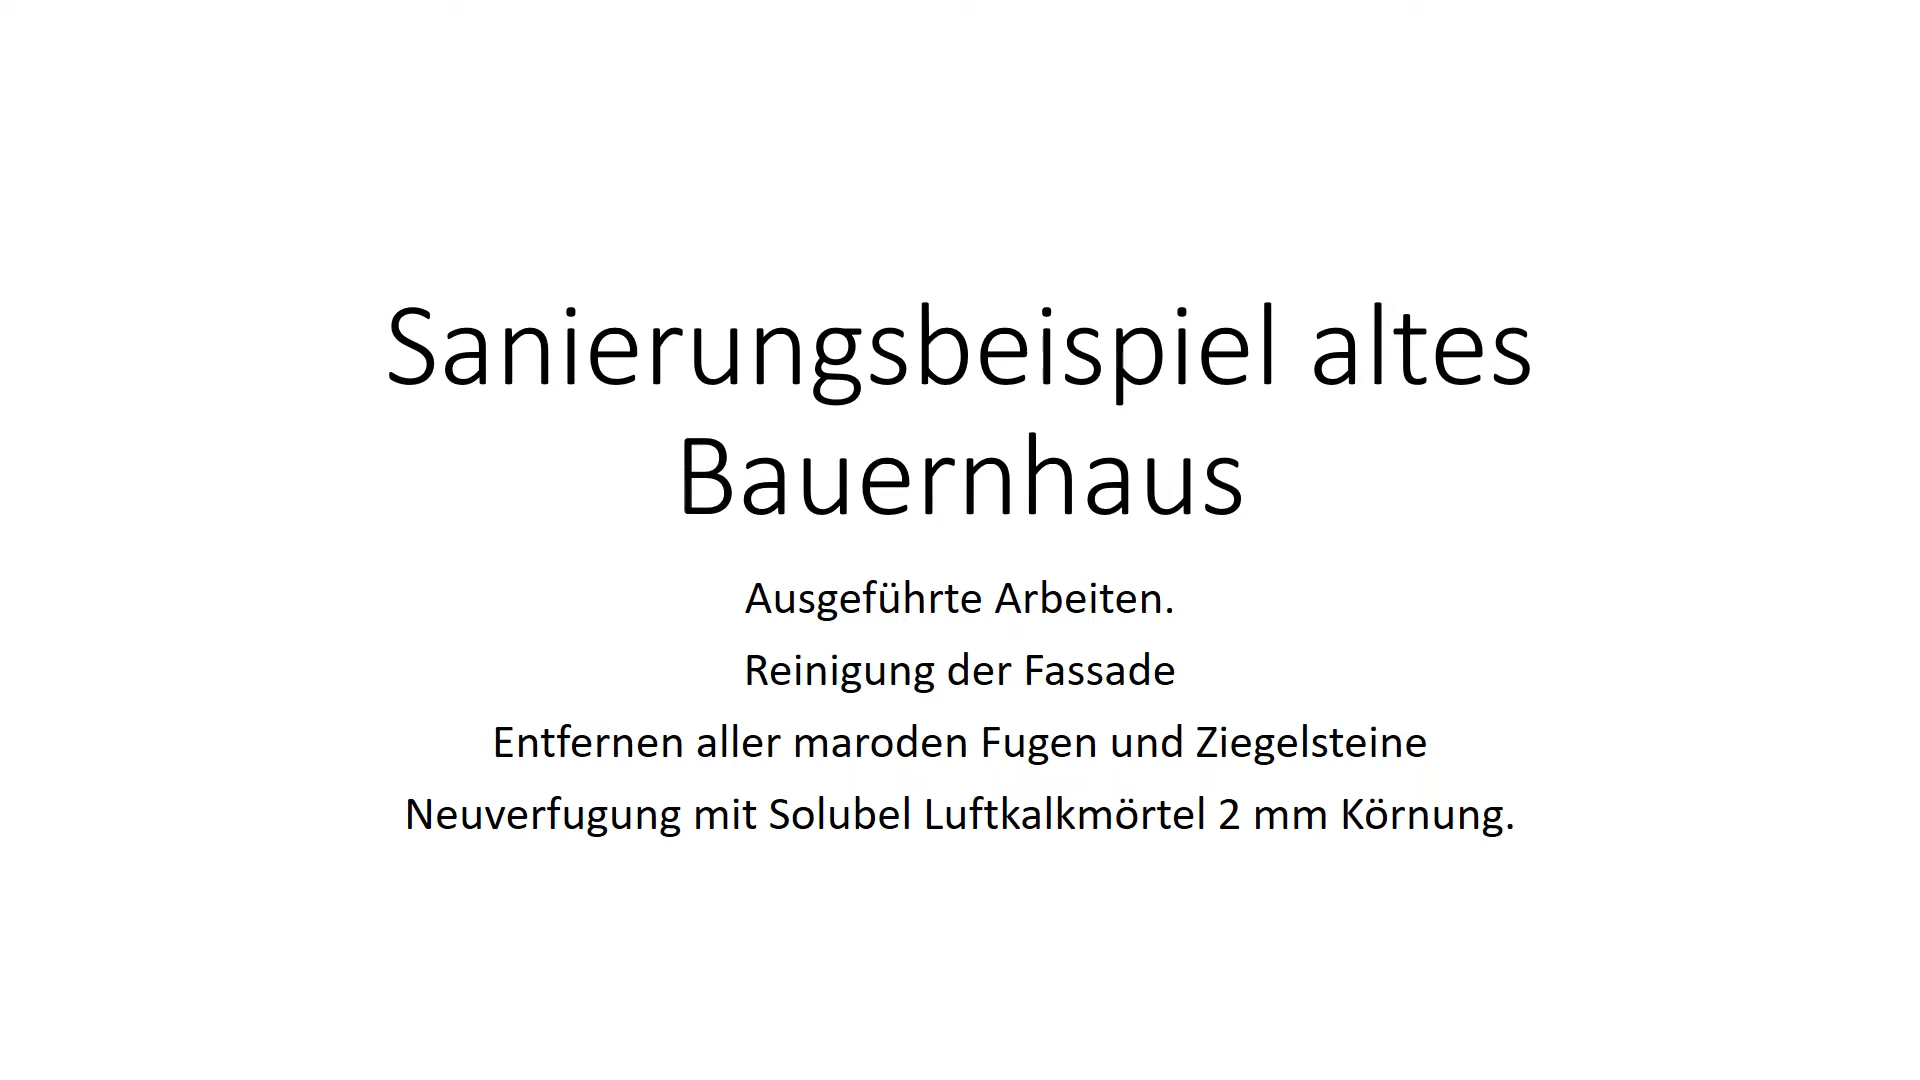 Sanierungsbeispiel altes
Bauernhaus
Ausgeführte Arbeiten.
Reinigung der Fassade
Entfernen aller maroden Fugen und Ziegelsteine
Neuverfugung mit Solubel Luftkalkmörtel 2 mm Körnung.